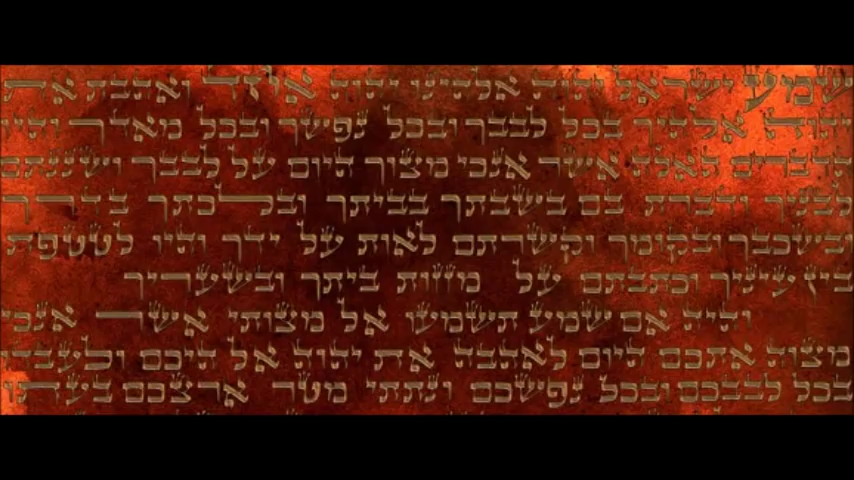 שמע ישראל יהוה אלהינו יהוה אחד ואהבת את
יהוה אלהיך בכל לבבך ובכל נפשך ובכל מאדך והיו
הדברים האלה אשר אנכי מצוך היום על לבבך ושננתם
לבניך ודברת בם בשבתך בביתך ובלכתך בדרך
ובשכבך ובקומך וקשרתם לאות על ידך והיו לטטפת
בין עיניך וכתבתם על מזזות ביתך ובשעריך
והיה אם שמע תשמעו אל מצותי אשר אנכי
מצוה אתכם היום לאהבה את יהוה אלהיכם ולעבדו
בכל לבבכם ובכל נפשכם ונתתי מטר ארצכם בעתו